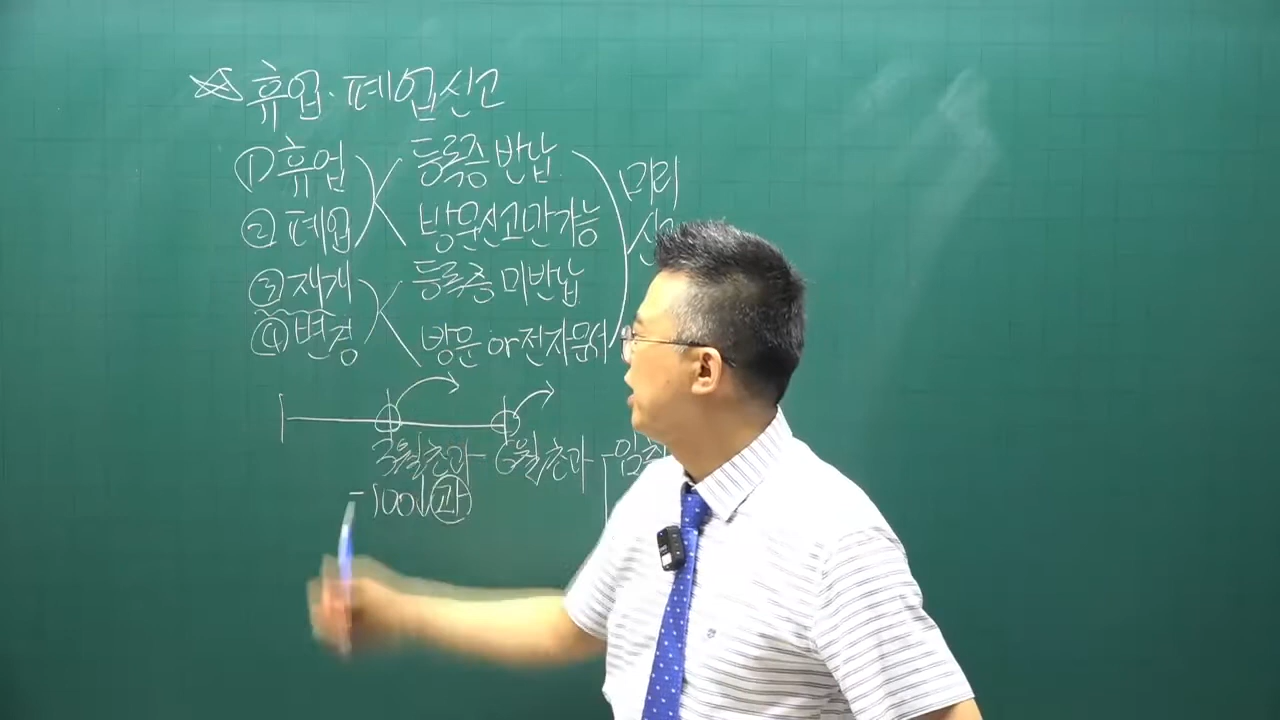 휴업·폐업신고
① 휴업 등록증 반납 미리
② 폐업 방문신고만 가능
③ 재개 등록증 미반납
④ 변경 방문 or 전자문서
3월초과 - 6월초과
- 100↓ 과